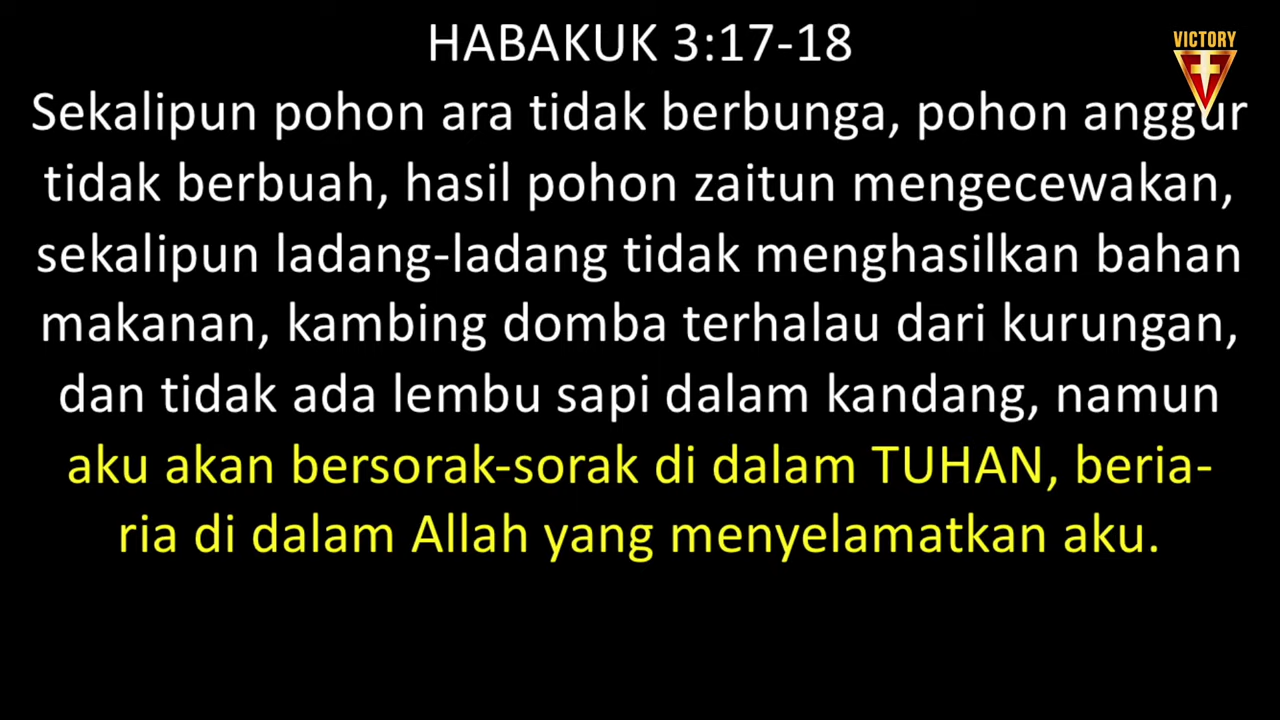 HABAKUK 3:17-18
VICTORY
Sekalipun pohon ara tidak berbunga, pohon anggur
tidak berbuah, hasil pohon zaitun mengecewakan,
sekalipun ladang-ladang tidak menghasilkan bahan
makanan, kambing domba terhalau dari kurungan,
dan tidak ada lembu sapi dalam kandang, namun
aku akan bersorak-sorak di dalam TUHAN, beria-
ria di dalam Allah yang menyelamatkan aku.